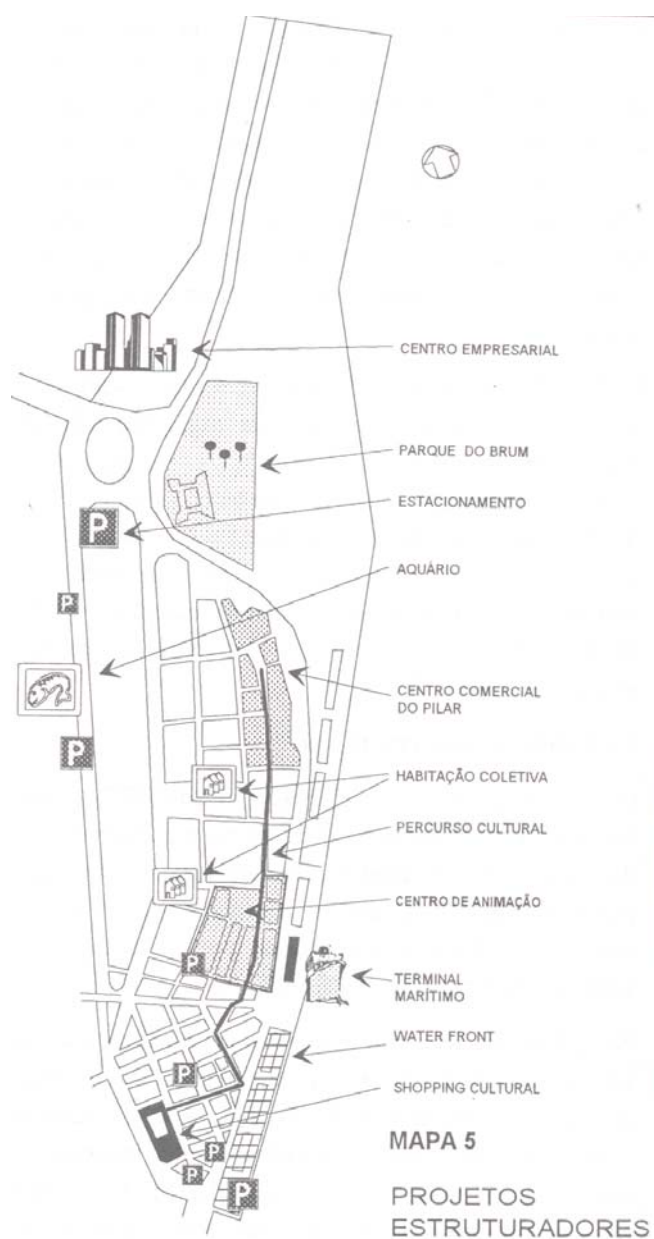 CENTRO EMPRESARIAL
PARQUE DO BRUM
ESTACIONAMENTO
P
AQUÁRIO
P
CENTRO COMERCIAL
DO PILAR
P
HABITAÇÃO COLETIVA
PERCURSO CULTURAL
CENTRO DE ANIMAÇÃO
P
TERMINAL
MARÍTIMO
WATER FRONT
P
SHOPPING CULTURAL
MAPA 5
P
P
P
PROJETOS
ESTRUTURADORES